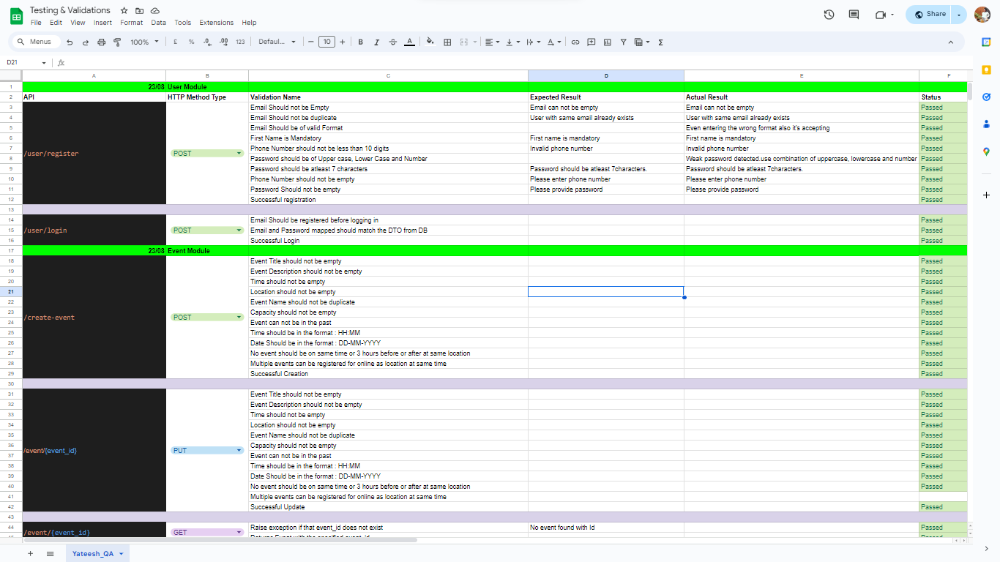 Testing & Validations
File Edit View Insert Format Data Tools Extensions Help
Share
Menus 100% £ % .0 .00 123 Defaul... 10 B I A
D21 fx
A B C D E F
1 23/08 User Module
2 API HTTP Method Type Validation Name Expected Result Actual Result Status
3 Email Should not be Empty Email can not be empty Email can not be empty Passed
4 Email Should not be duplicate User with same email already exists User with same email already exists Passed
5 Email Should be of valid Format Even entering the wrong format also it's accepting Passed
6 First Name is Mandatory First name is mandatory First name is mandatory Passed
7 Phone Number should not be less than 10 digits Invalid phone number Invalid phone number Passed
/user/register POST
8 Password should be of Upper case, Lower Case and Number Weak password detected.use combination of uppercase, lowercase and number Passed
9 Password should be atleast 7 characters Password should be atleast 7characters. Password should be atleast 7characters. Passed
10 Phone Number should not be empty Please enter phone number Please enter phone number Passed
11 Password Should not be empty Please provide password Please provide password Passed
12 Successful registration Passed
13
14 Email Should be registered before logging in Passed
15 /user/login POST Email and Password mapped should match the DTO from DB Passed
16 Successful Login Passed
17 23/08 Event Module
18 Event Title should not be empty Passed
19 Event Description should not be empty Passed
20 Time should not be empty Passed
21 Location should not be empty Passed
22 Event Name should not be duplicate Passed
23 Capacity should not be empty Passed
/create-event POST
24 Event can not be in the past Passed
25 Time should be in the format : HH:MM Passed
26 Date Should be in the format : DD-MM-YYYY Passed
27 No event should be on same time or 3 hours before or after at same location Passed
28 Multiple events can be registered for online as location at same time Passed
29 Successful Creation Passed
30
31 Event Title should not be empty Passed
32 Event Description should not be empty Passed
33 Time should not be empty Passed
34 Location should not be empty Passed
35 Event Name should not be duplicate Passed
36 Capacity should not be empty Passed
/event/{event_id} PUT
37 Event can not be in the past Passed
38 Time should be in the format : HH:MM Passed
39 Date Should be in the format : DD-MM-YYYY Passed
40 No event should be on same time or 3 hours before or after at same location Passed
41 Multiple events can be registered for online as location at same time
42 Successful Update Passed
43
44 Raise exception if that event_id does not exist No event found with Id Passed
/event/{event_id} GET
Yateesh_QA